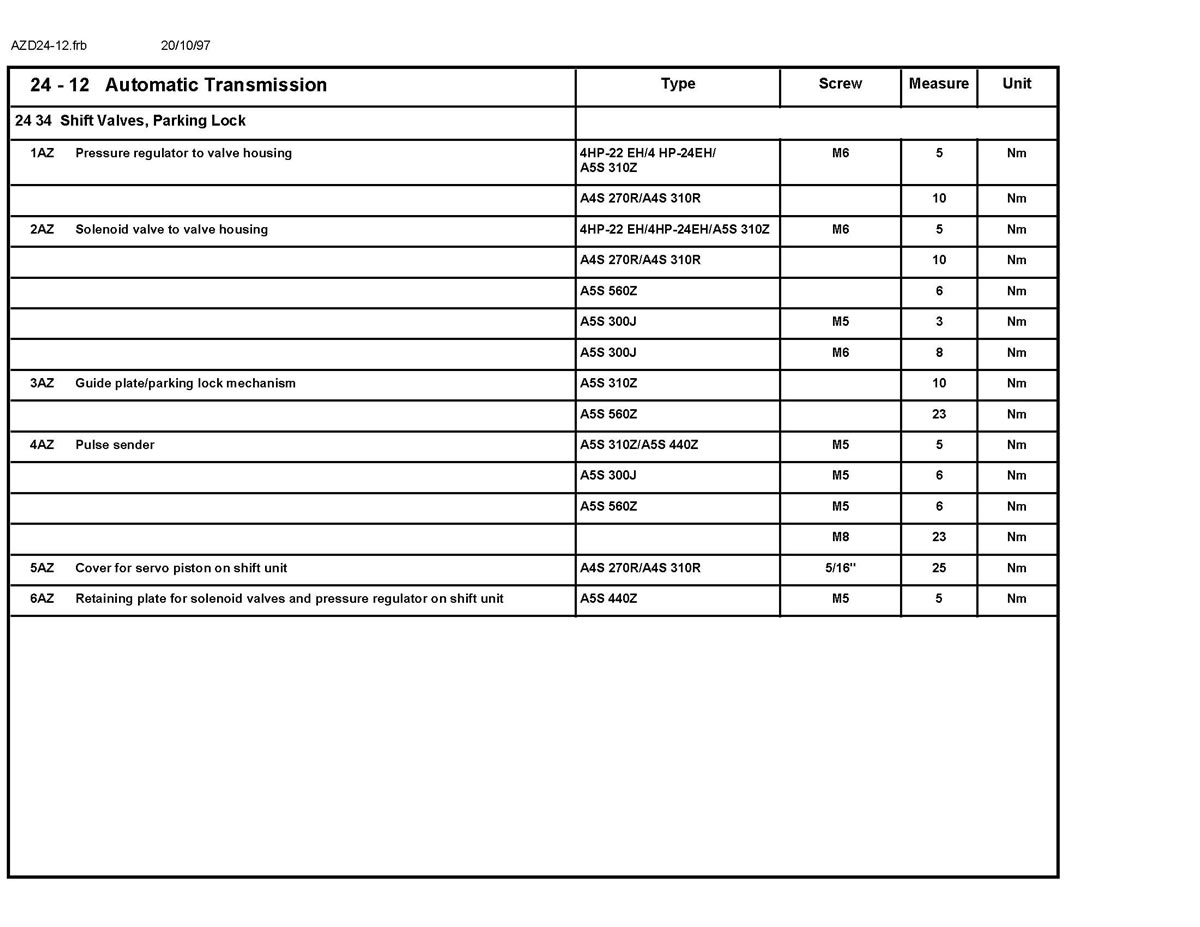 AZD24-12.frb 20/10/97
24 - 12 Automatic Transmission Type Screw Measure Unit
24 34 Shift Valves, Parking Lock
1AZ Pressure regulator to valve housing 4HP-22 EH/4 HP-24EH/ M6 5 Nm
A5S 310Z
A4S 270R/A4S 310R 10 Nm
2AZ Solenoid valve to valve housing 4HP-22 EH/4HP-24EH/A5S 310Z M6 5 Nm
A4S 270R/A4S 310R 10 Nm
A5S 560Z 6 Nm
A5S 300J M5 3 Nm
A5S 300J M6 8 Nm
3AZ Guide plate/parking lock mechanism A5S 310Z 10 Nm
A5S 560Z 23 Nm
4AZ Pulse sender A5S 310Z/A5S 440Z M5 5 Nm
A5S 300J M5 6 Nm
A5S 560Z M5 6 Nm
M8 23 Nm
5AZ Cover for servo piston on shift unit A4S 270R/A4S 310R 5/16" 25 Nm
6AZ Retaining plate for solenoid valves and pressure regulator on shift unit A5S 440Z M5 5 Nm